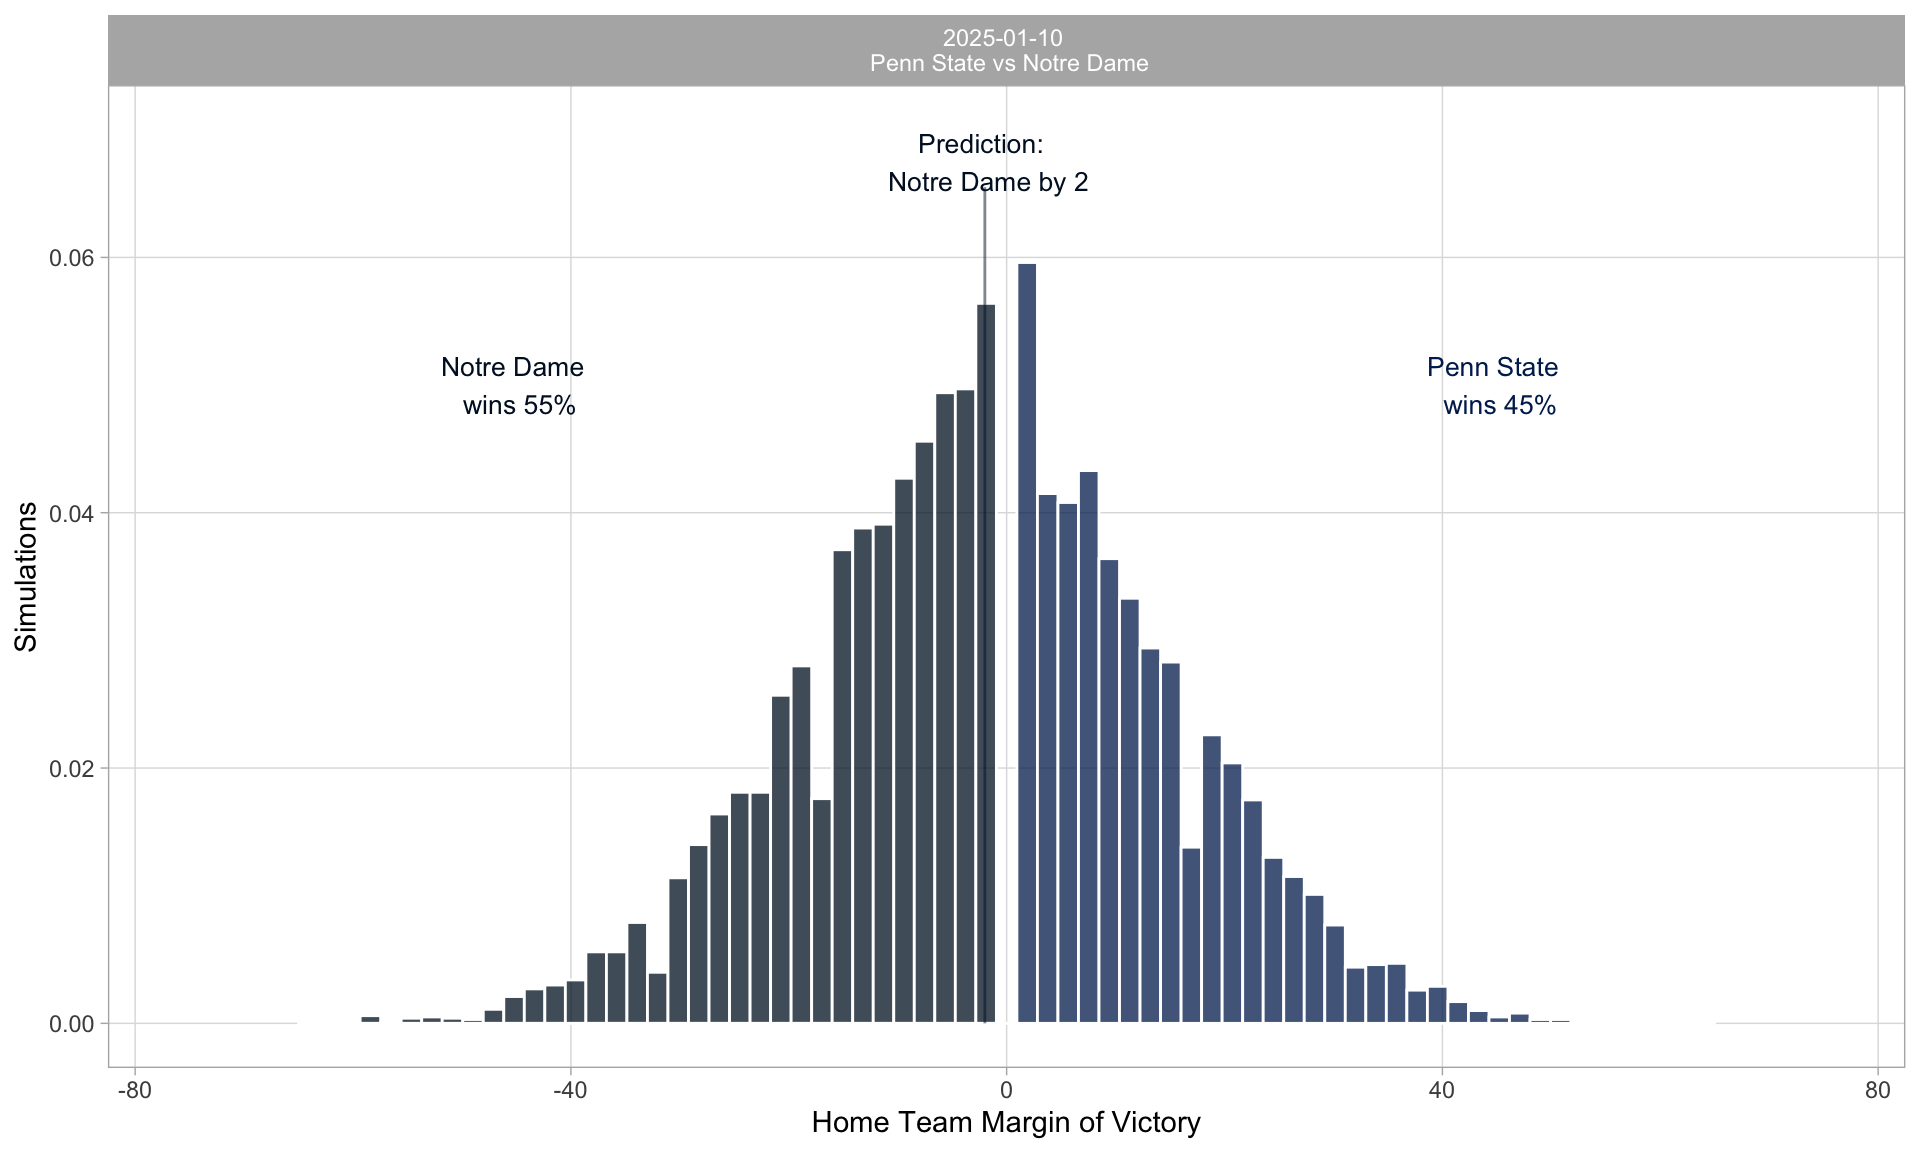 2025-01-10
Penn State vs Notre Dame
Prediction:
Notre Dame by 2
Notre Dame
wins 55%
Penn State
wins 45%
0.06
0.04
0.02
0.00
Simulations
-80
-40
0
40
80
Home Team Margin of Victory